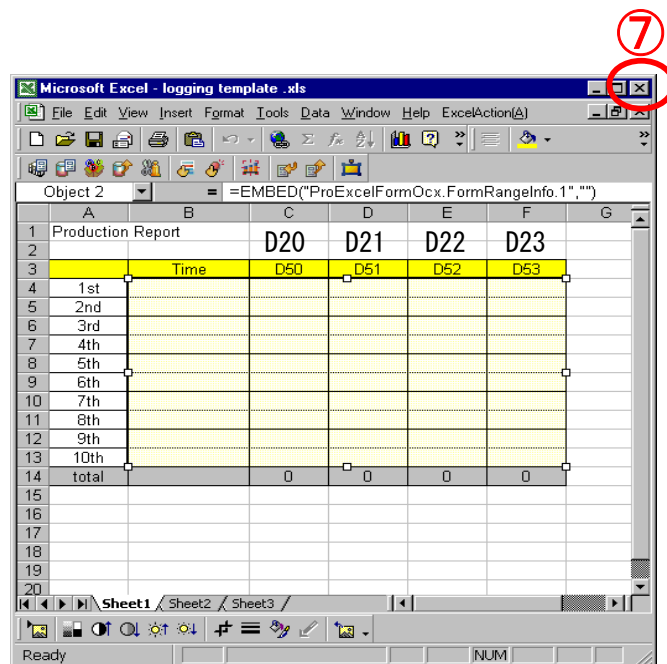 ⑦
Microsoft Excel - logging template .xls
File Edit View Insert Format Tools Data Window Help ExcelAction(A)
Object 2 = =EMBED("ProExcelFormOcx.FormRangeInfo.1","")
A B C D E F G
1 Production Report D20 D21 D22 D23
2
3 Time D50 D51 D52 D53
4 1st
5 2nd
6 3rd
7 4th
8 5th
9 6th
10 7th
11 8th
12 9th
13 10th
14 total 0 0 0 0
15
16
17
18
19
20
Sheet1 Sheet2 Sheet3
Ready NUM